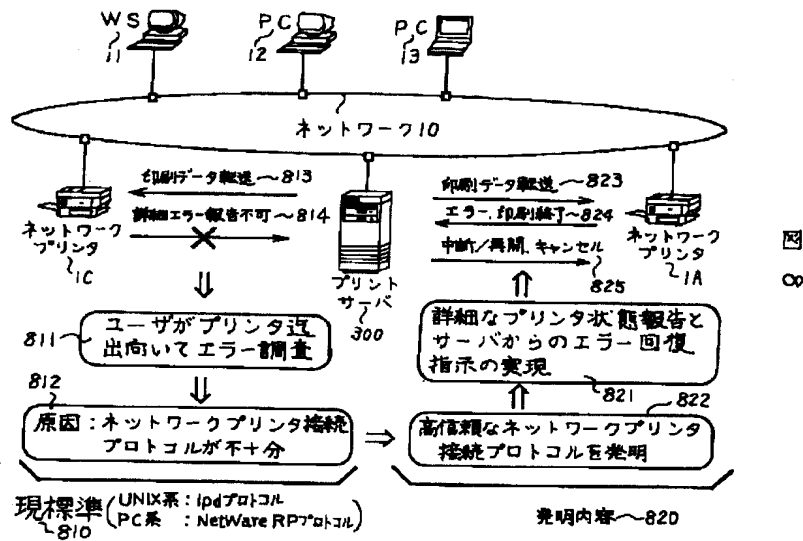 WS
11
PC
12
PC
13
ネットワーク10
印刷データ転送〜813
詳細エラー報告不可〜814
ネットワーク
プリンタ
1C
プリント
サーバ
300
印刷データ転送〜823
エラー、印刷終了〜824
中断/再開、キャンセル
825
ネットワーク
プリンタ
1A
図
8
811
ユーザがプリンタ迄
出向いてエラー調査
812
原因:ネットワークプリンタ接続
プロトコルが不十分
詳細なプリンタ状態報告と
サーバからのエラー回復
指示の実現
821
822
高信頼なネットワークプリンタ
接続プロトコルを発明
現標準
810
UNIX系:lpdプロトコル
PC系 :NetWare RPプロトコル
発明内容〜820